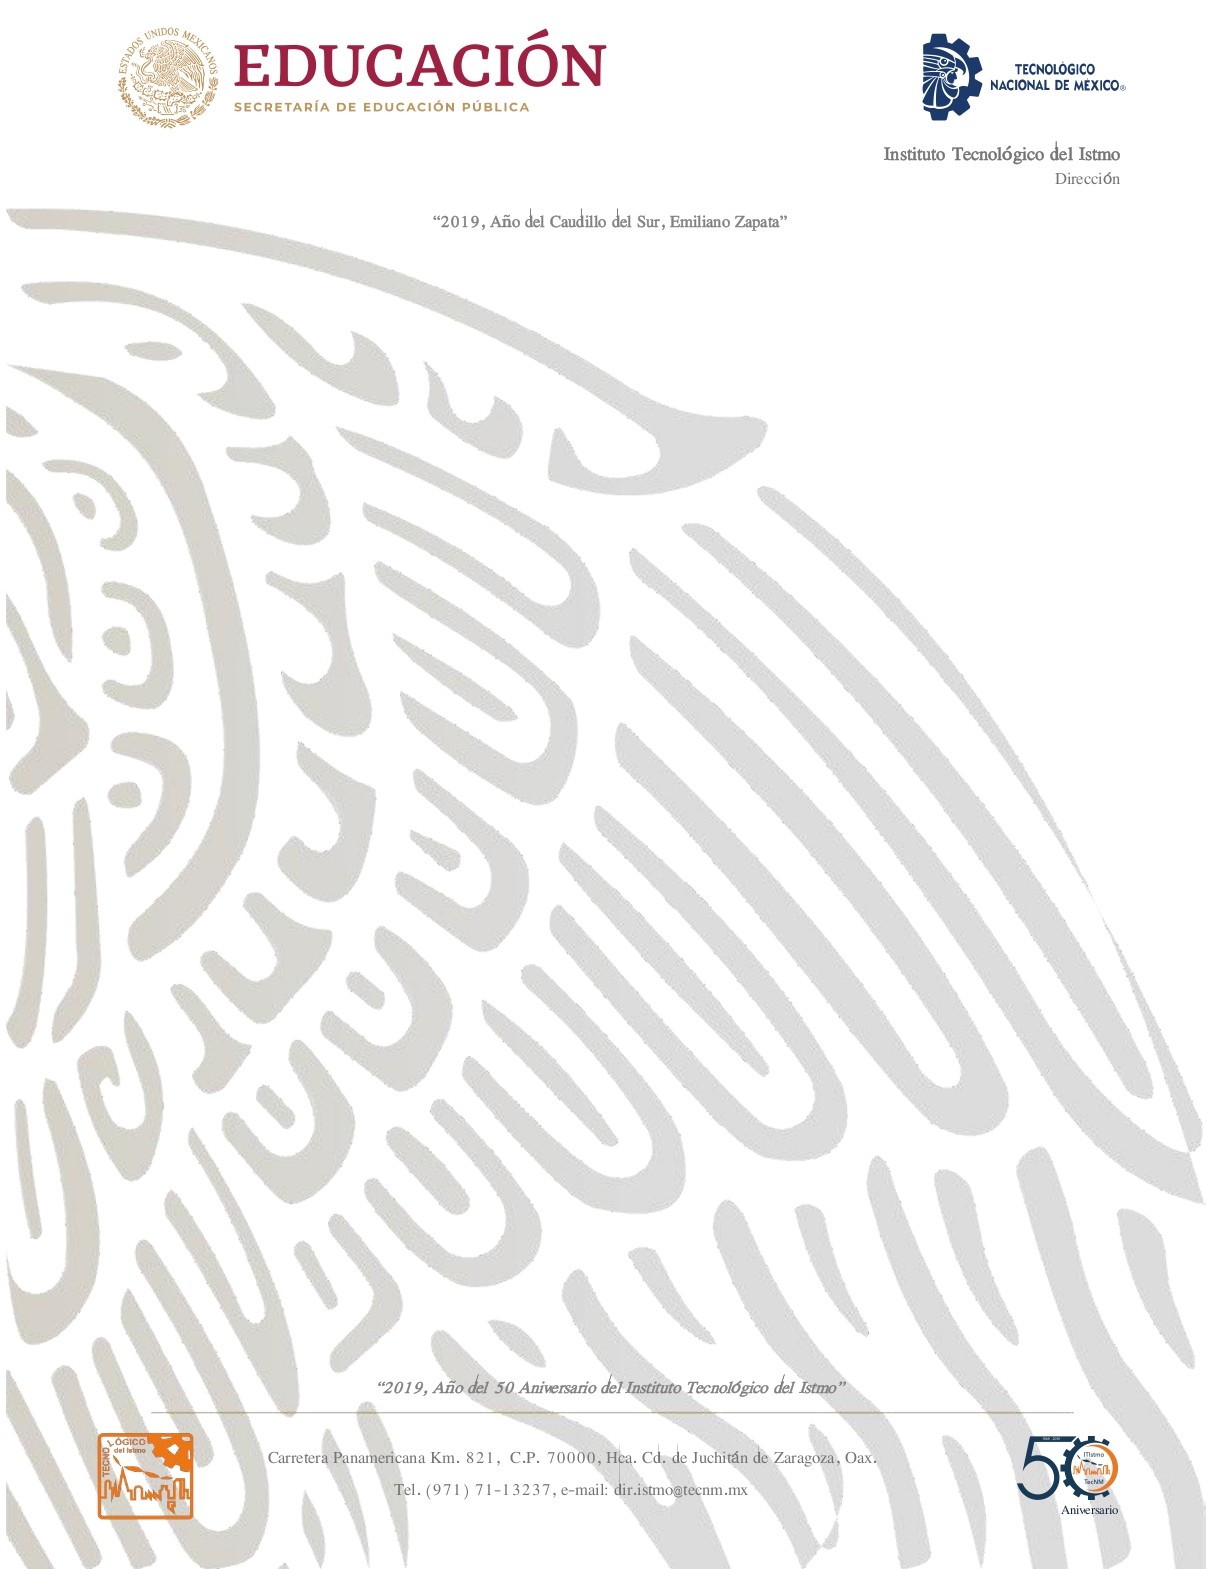 ESTADOS UNIDOS MEXICANOS
EDUCACIÓN
SECRETARÍA DE EDUCACIÓN PÚBLICA
TECNOLÓGICO
NACIONAL DE MÉXICO®
Instituto Tecnológico del Istmo
Dirección
“2019, Año del Caudillo del Sur, Emiliano Zapata”
“2019, Año del 50 Aniversario del Instituto Tecnológico del Istmo”
TECNOLÓGICO
del Istmo
Carretera Panamericana Km. 821, C.P. 70000, Hca. Cd. de Juchitán de Zaragoza, Oax.
Tel. (971) 71-13237, e-mail: dir.istmo@tecnm.mx
50
ITIstmo
TecNM
Aniversario